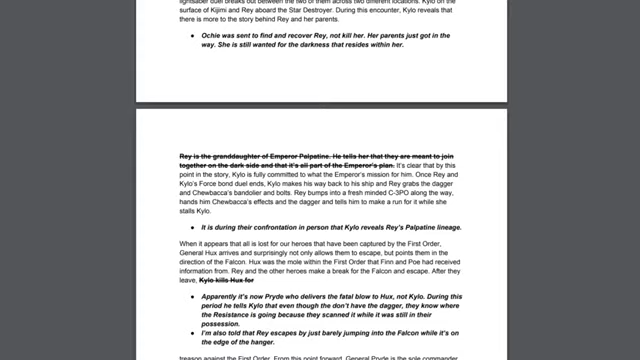 lightsaber duel breaks out between the two of them across two different locations. Kylo on the
surface of Kijimi and Rey aboard the Star Destroyer. During this encounter, Kylo reveals that
there is more to the story behind Rey and her parents.
● Ochie was sent to find and recover Rey, not kill her. Her parents just got in the
way. She is still wanted for the darkness that resides within her.
Rey is the granddaughter of Emperor Palpatine. He tells her that they are meant to join
together on the dark side and that it's all part of the Emperor's plan. It's clear that by this
point in the story, Kylo is fully committed to what the Emperor's mission for him. Once Rey
and Kylo's Force bond duel ends, Kylo makes his way back to his ship and Rey grabs the dagger
and Chewbacca's bandolier and bolts. Rey bumps into a fresh minded C-3PO along the way,
hands him Chewbacca's effects and the dagger and tells him to make a run for it while she
stalls Kylo.
● It is during their confrontation in person that Kylo reveals Rey's Palpatine lineage.
When it appears that all is lost for our heroes that have been captured by the First Order,
General Hux arrives and surprisingly not only allows them to escape, but points them in the
direction of the Falcon. Hux was the mole within the First Order that Finn and Poe had received
information from. Rey and the other heroes make a break for the Falcon and escape. After they
leave, Kylo kills Hux for
● Apparently it's now Pryde who delivers the fatal blow to Hux, not Kylo. During this
period he tells Kylo that even though the don't have the dagger, they know where
the Resistance is going because they scanned it while it was still in their
possession.
● I'm also told that Rey escapes by just barely jumping into the Falcon while it's on
the edge of the hanger.
treason against the First Order. From this point forward, General Pryde is the sole commander